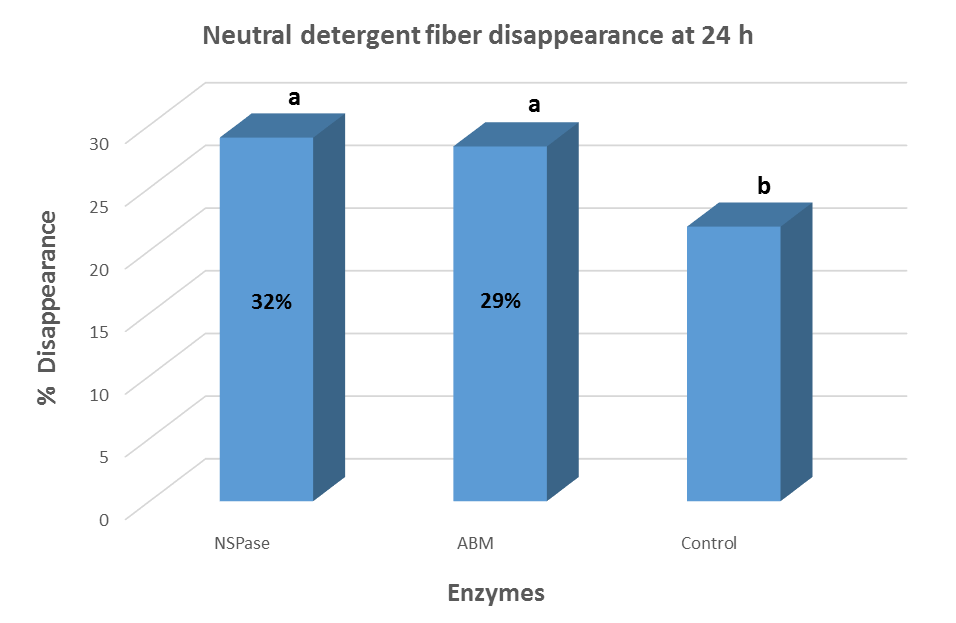 Neutral detergent fiber disappearance at 24 h
% Disappearance
30
25
20
15
10
5
0
a
a
b
32%
29%
NSPase
ABM
Control
Enzymes